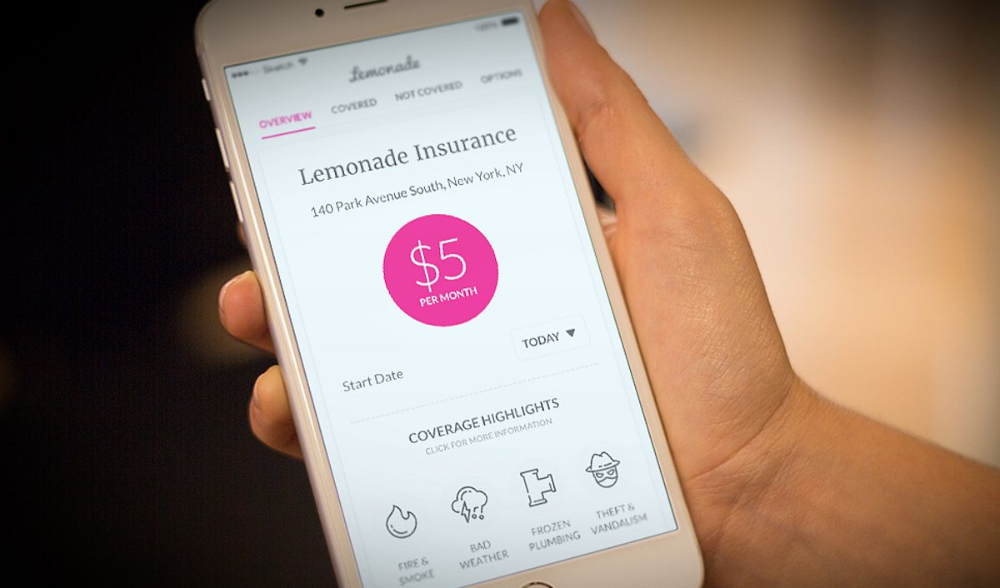 Sketch 100%
Lemonade
OVERVIEW COVERED NOT COVERED OPTIONS
Lemonade Insurance
140 Park Avenue South, New York, NY
$5
PER MONTH
Start Date TODAY ▼
COVERAGE HIGHLIGHTS
CLICK FOR MORE INFORMATION
FIRE &
SMOKE
BAD
WEATHER
FROZEN
PLUMBING
THEFT &
VANDALISM